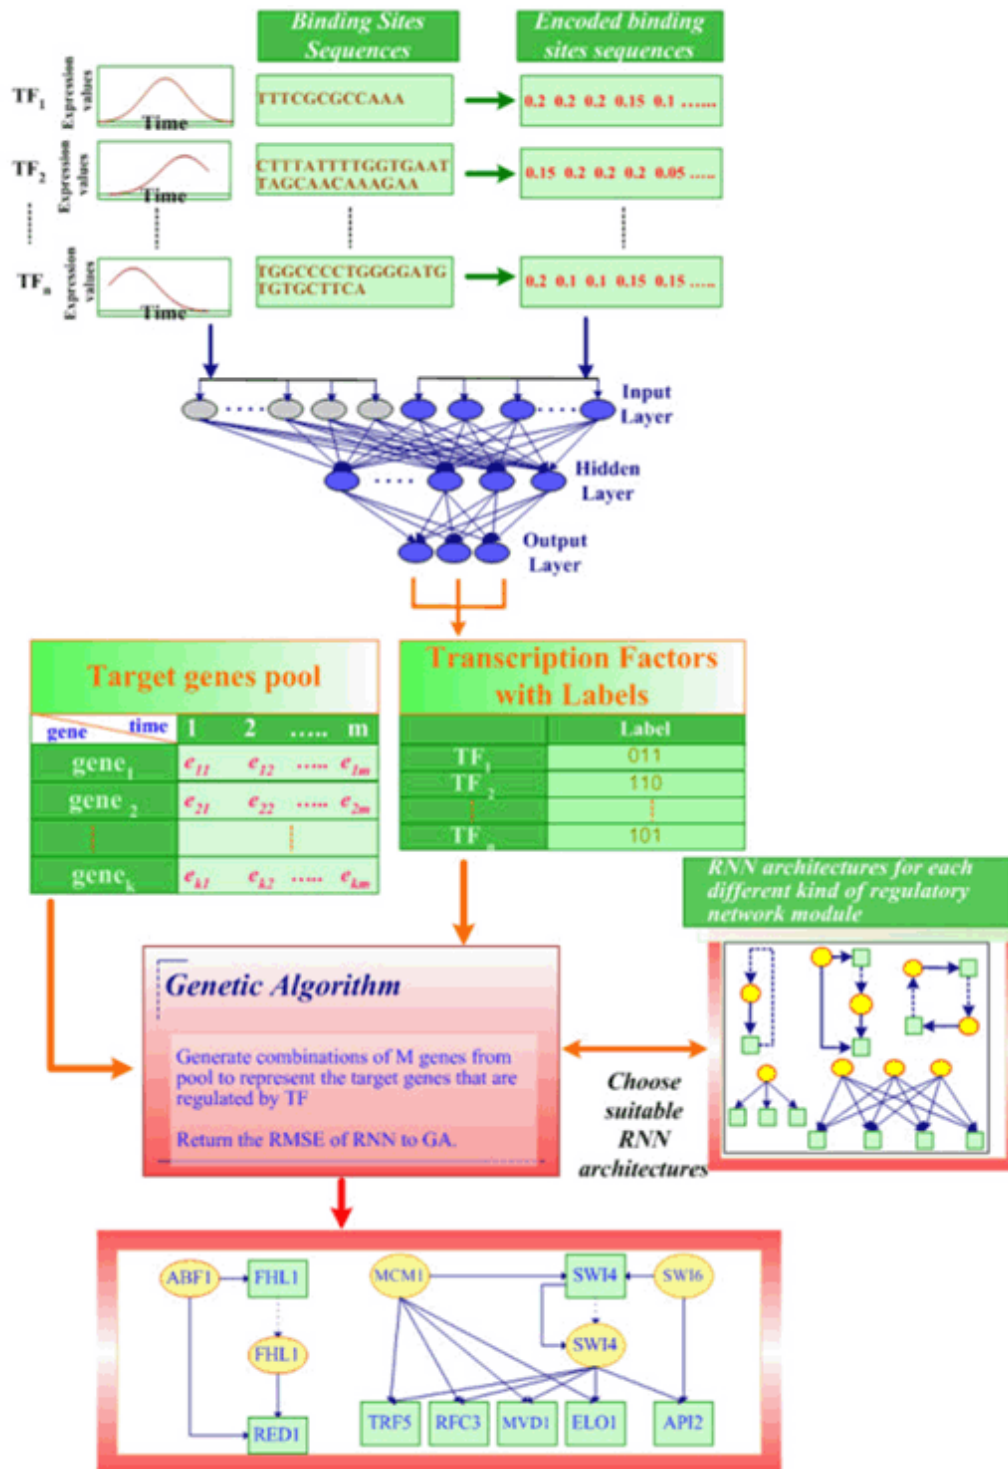 Binding Sites
Sequences
Encoded binding
sites sequences
TF1
Expression
values
Time
TTTCGCGCCAAA
0.2 0.2 0.2 0.15 0.1 ......
TF2
Expression
values
Time
CTTTATTTTGGTGAAT
TAGCAACAAAGAA
0.15 0.2 0.2 0.2 0.05 .....
TFn
Expression
values
Time
TGGCCCCTGGGGATG
TGTGCTTCA
0.2 0.1 0.1 0.15 0.15 .....
Input
Layer
Hidden
Layer
Output
Layer
Target genes pool
gene time 1 2 ..... m
gene1 e11 e12 ..... e1m
gene2 e21 e22 ..... e2m
genek ek1 ek2 ..... ekm
Transcription Factors
with Labels
Label
TF1 011
TF2 110
TFn 101
RNN architectures for each
different kind of regulatory
network module
Genetic Algorithm
Generate combinations of M genes from
pool to represent the target genes that are
regulated by TF
Return the RMSE of RNN to GA.
Choose
suitable
RNN
architectures
ABF1 FHL1 MCM1 SWI4 SWI6
FHL1 SWI4
RED1 TRF5 RFC3 MVD1 ELO1 API2